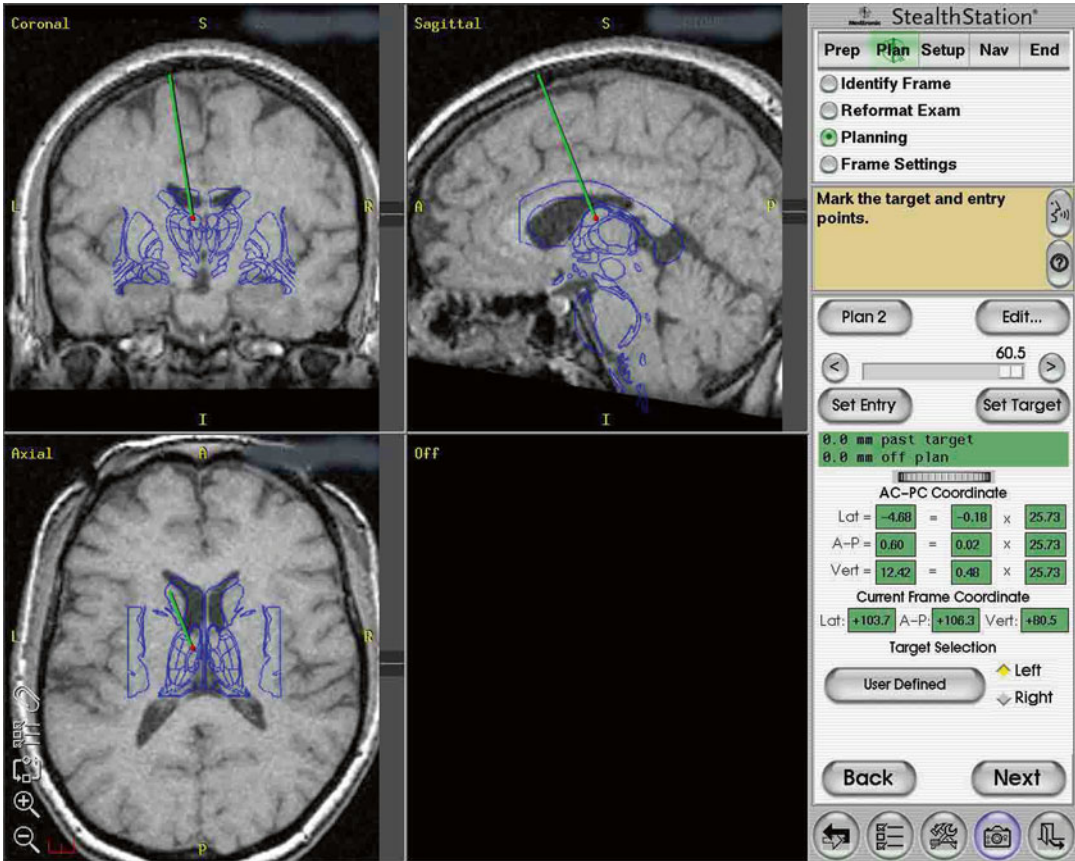 Coronal
S
L
R
I
Sagittal
S
A
P
I
Axial
A
L
R
P
Off
Medtronic
StealthStation®
Prep Plan Setup Nav End
Identify Frame
Reformat Exam
Planning
Frame Settings
Mark the target and entry
points.
?
Plan 2 Edit...
60.5
< >
Set Entry Set Target
0.0 mm past target
0.0 mm off plan
AC-PC Coordinate
Lat = -4.68 = -0.18 x 25.73
A-P = 0.60 = 0.02 x 25.73
Vert = 12.42 = 0.48 x 25.73
Current Frame Coordinate
Lat: +103.7 A-P: +106.3 Vert: +80.5
Target Selection
User Defined
Left
Right
Back Next